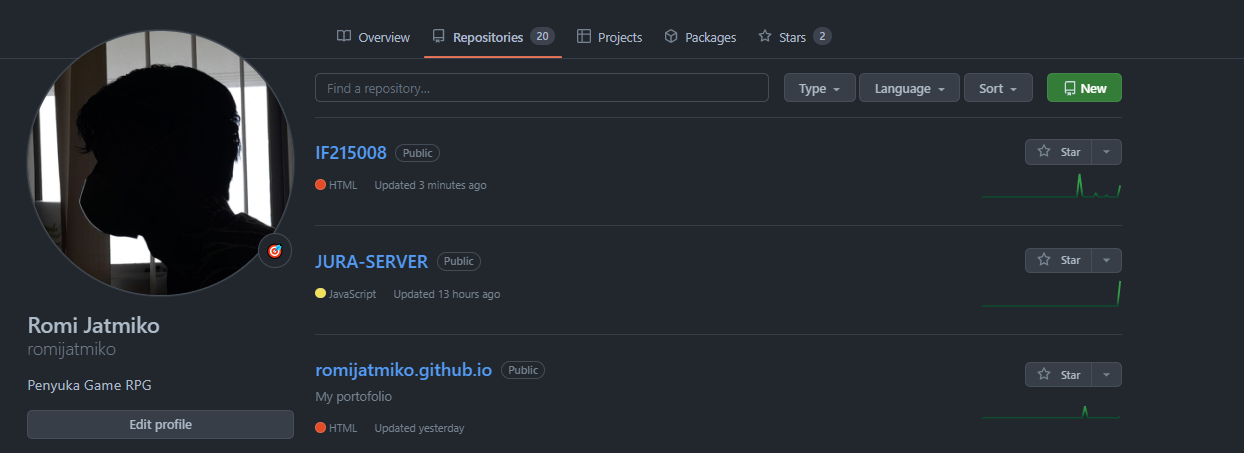 Overview Repositories 20 Projects Packages Stars 2
Find a repository... Type Language Sort New
IF215008 Public Star
HTML Updated 3 minutes ago
JURA-SERVER Public Star
JavaScript Updated 13 hours ago
romijatmiko.github.io Public Star
My portofolio
HTML Updated yesterday
Romi Jatmiko
romijatmiko
Penyuka Game RPG
Edit profile